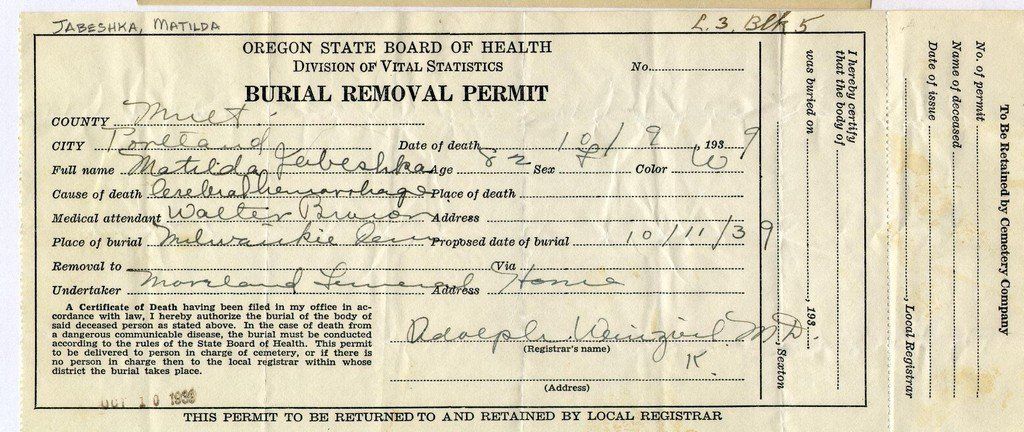 JABESHKA, MATILDA
L. 3. Blk 5
OREGON STATE BOARD OF HEALTH
DIVISION OF VITAL STATISTICS
No.
BURIAL REMOVAL PERMIT
COUNTY Mult.
CITY Portland Date of death 10/9, 1939
Full name Matilda Jabeshka Age 82 Sex F Color W
Cause of death Cerebral hemorrhage Place of death
Medical attendant Walter Address
Place of burial Milwaukie Cem Proposed date of burial 10/11/39
Removal to Via
Undertaker Moreland Funeral Address Home
A Certificate of Death having been filed in my office in ac-
cordance with law, I hereby authorize the burial of the body of
said deceased person as stated above. In the case of death from
a dangerous communicable disease, the burial must be conducted
according to the rules of the State Board of Health. This permit
to be delivered to person in charge of cemetery, or if there is
no person in charge then to the local registrar within whose
district the burial takes place.
OCT 10 1939
Adolph Weinzirl M.D.
(Registrar's name)
K.
(Address)
THIS PERMIT TO BE RETURNED TO AND RETAINED BY LOCAL REGISTRAR
I hereby certify
that the body of
was buried on , 193
, Sexton
To Be Retained by Cemetery Company
No. of permit
Name of deceased
Date of issue
, Local Registrar